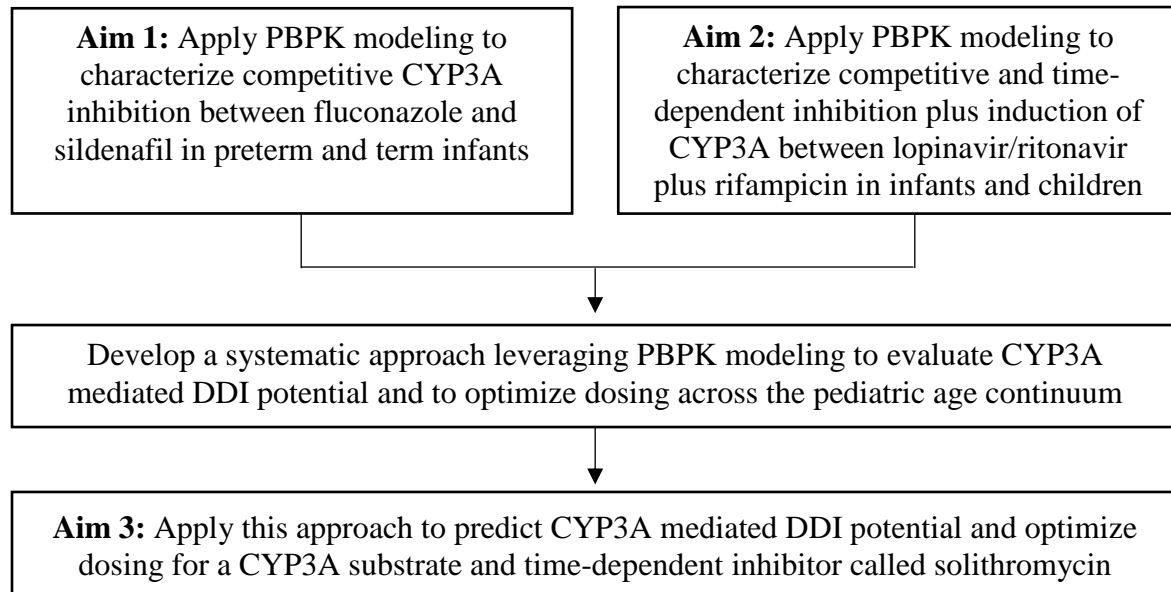 Aim 1: Apply PBPK modeling to
characterize competitive CYP3A
inhibition between fluconazole and
sildenafil in preterm and term infants
Aim 2: Apply PBPK modeling to
characterize competitive and time-
dependent inhibition plus induction of
CYP3A between lopinavir/ritonavir
plus rifampicin in infants and children
Develop a systematic approach leveraging PBPK modeling to evaluate CYP3A
mediated DDI potential and to optimize dosing across the pediatric age continuum
Aim 3: Apply this approach to predict CYP3A mediated DDI potential and optimize
dosing for a CYP3A substrate and time-dependent inhibitor called solithromycin